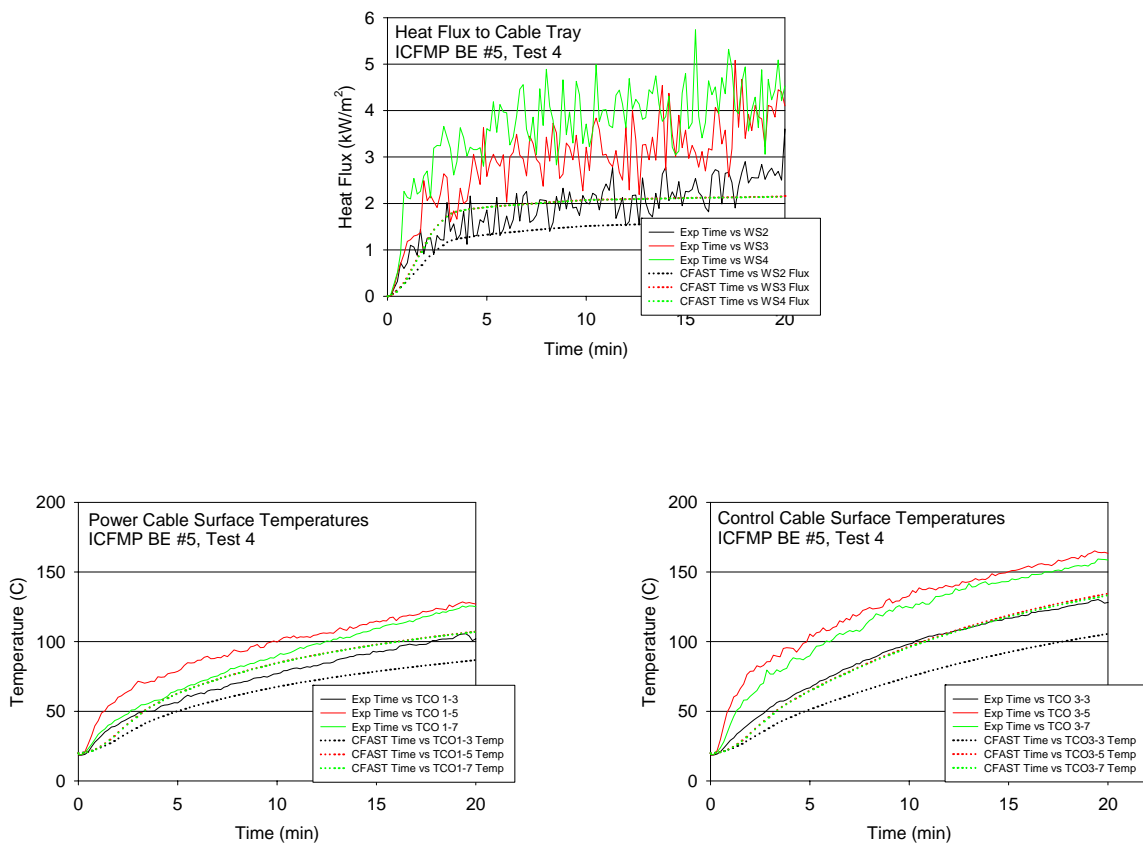 Heat Flux to Cable Tray
ICFMP BE #5, Test 4
Heat Flux (kW/m²)
6
5
4
3
2
1
0
Exp Time vs WS2
Exp Time vs WS3
Exp Time vs WS4
CFAST Time vs WS2 Flux
CFAST Time vs WS3 Flux
CFAST Time vs WS4 Flux
0 5 10 15 20
Time (min)
Power Cable Surface Temperatures
ICFMP BE #5, Test 4
Temperature (C)
200
150
100
50
0
Exp Time vs TCO 1-3
Exp Time vs TCO 1-5
Exp Time vs TCO 1-7
CFAST Time vs TCO1-3 Temp
CFAST Time vs TCO1-5 Temp
CFAST Time vs TCO1-7 Temp
0 5 10 15 20
Time (min)
Control Cable Surface Temperatures
ICFMP BE #5, Test 4
Temperature (C)
200
150
100
50
0
Exp Time vs TCO 3-3
Exp Time vs TCO 3-5
Exp Time vs TCO 3-7
CFAST Time vs TCO3-3 Temp
CFAST Time vs TCO3-5 Temp
CFAST Time vs TCO3-7 Temp
0 5 10 15 20
Time (min)